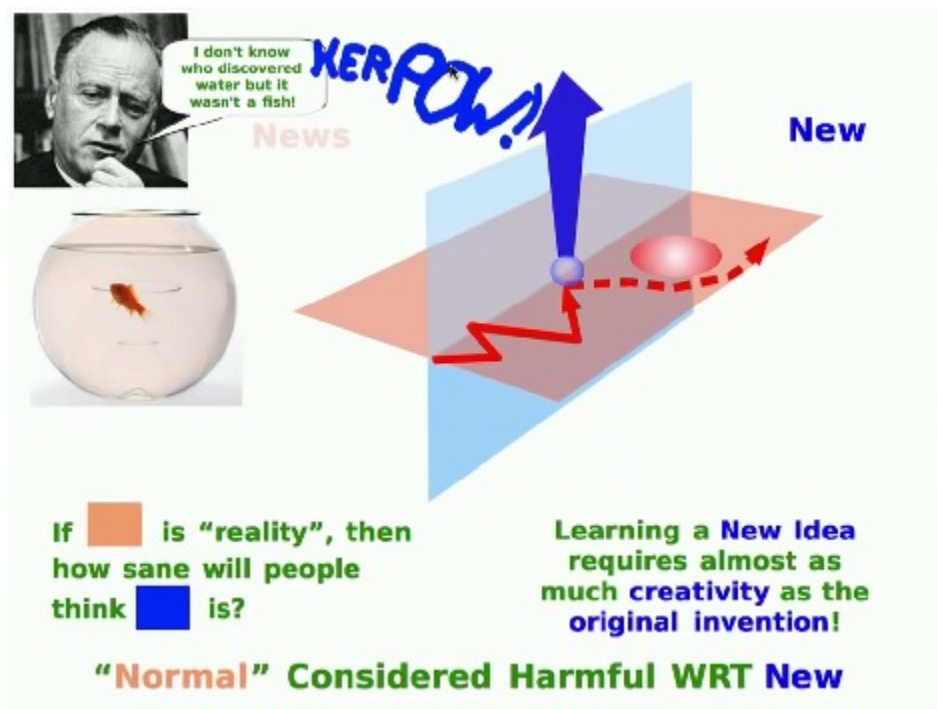 I don't know
who discovered
water but it
wasn't a fish!
KERPOW!
News
New
If is “reality”, then
how sane will people
think is?
Learning a New Idea
requires almost as
much creativity as the
original invention!
“Normal” Considered Harmful WRT New